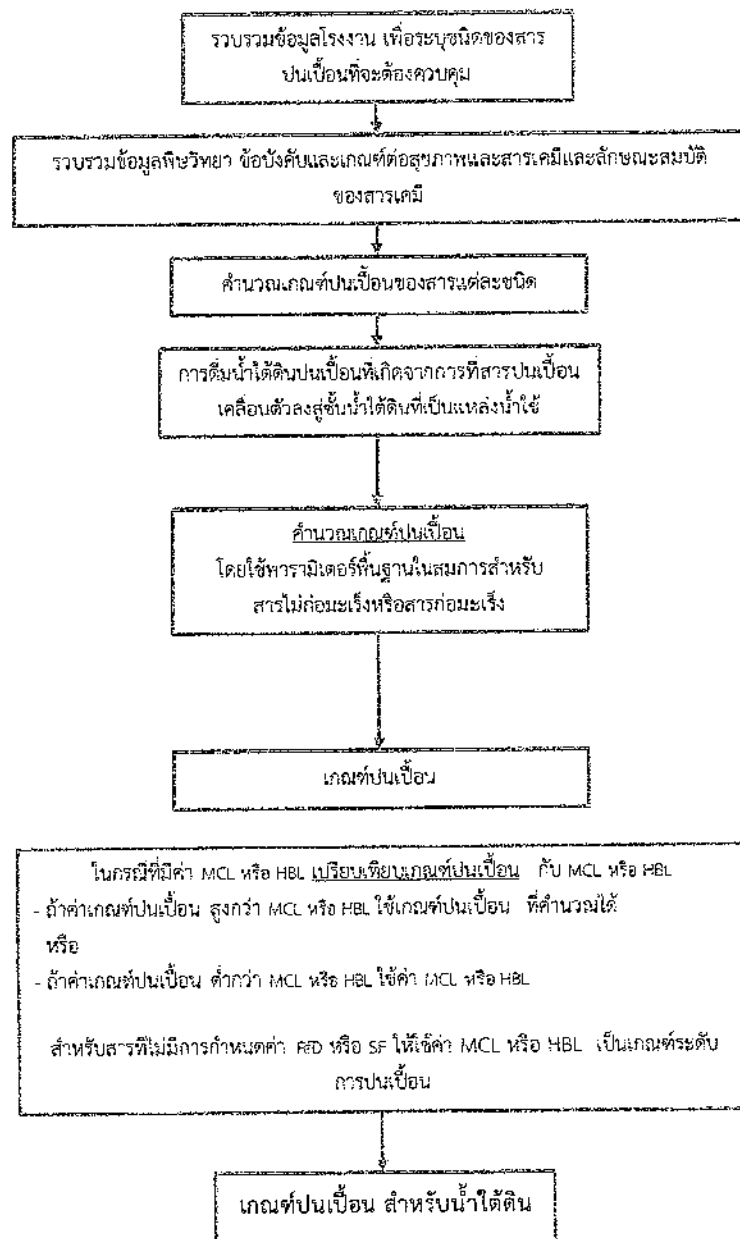 รวบรวมข้อมูลโรงงาน เพื่อระบุชนิดของสาร
ปนเปื้อนที่จะต้องควบคุม
รวบรวมข้อมูลพิษวิทยา ข้อบังคับและเกณฑ์ต่อสุขภาพและสารเคมีและลักษณะสมบัติ
ของสารเคมี
คำนวณเกณฑ์ปนเปื้อนของสารแต่ละชนิด
การดื่มน้ำใต้ดินปนเปื้อนที่เกิดจากการที่สารปนเปื้อน
เคลื่อนตัวลงสู่ชั้นน้ำใต้ดินที่เป็นแหล่งน้ำใช้
คำนวณเกณฑ์ปนเปื้อน
โดยใช้พารามิเตอร์พื้นฐานในสมการสำหรับ
สารไม่ก่อมะเร็งหรือสารก่อมะเร็ง
เกณฑ์ปนเปื้อน
ในกรณีที่มีค่า MCL หรือ HBL เปรียบเทียบเกณฑ์ปนเปื้อน กับ MCL หรือ HBL
- ถ้าค่าเกณฑ์ปนเปื้อน สูงกว่า MCL หรือ HBL ใช้เกณฑ์ปนเปื้อน ที่คำนวณได้
หรือ
- ถ้าค่าเกณฑ์ปนเปื้อน ต่ำกว่า MCL หรือ HBL ใช้ค่า MCL หรือ HBL
สำหรับสารที่ไม่มีการกำหนดค่า RfD หรือ SF ให้ใช้ค่า MCL หรือ HBL เป็นเกณฑ์ระดับ
การปนเปื้อน
เกณฑ์ปนเปื้อน สำหรับน้ำใต้ดิน